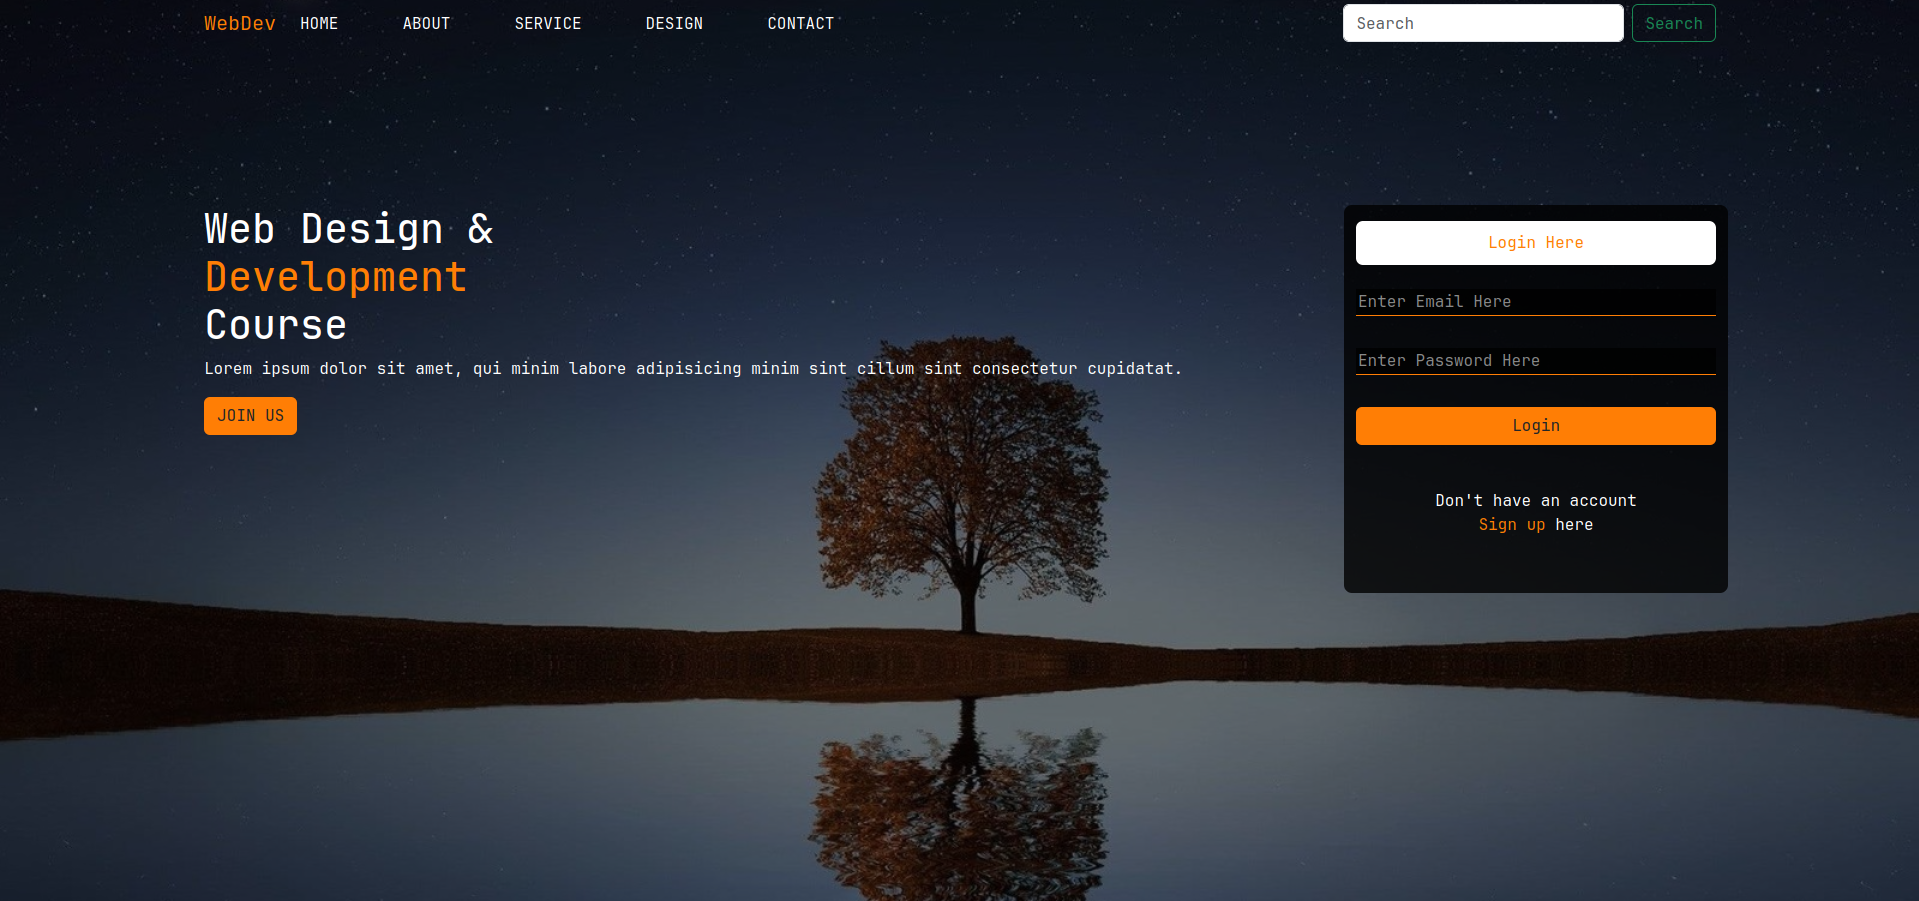 WebDev HOME ABOUT SERVICE DESIGN CONTACT Search Search
Web Design &
Development
Course
Lorem ipsum dolor sit amet, qui minim labore adipisicing minim sint cillum sint consectetur cupidatat.
JOIN US
Login Here
Enter Email Here
Enter Password Here
Login
Don't have an account
Sign up here